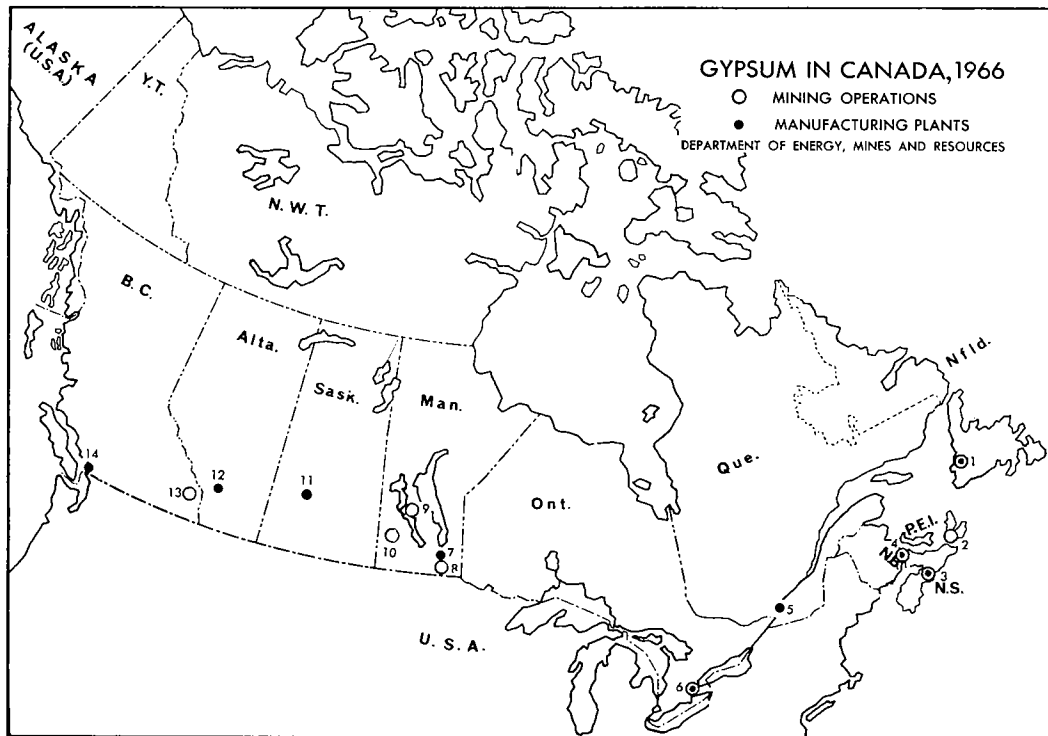 ALASKA
(U.S.A)
Y.T.
GYPSUM IN CANADA, 1966
MINING OPERATIONS
MANUFACTURING PLANTS
DEPARTMENT OF ENERGY, MINES AND RESOURCES
N.W.T.
B.C.
Alta.
Sask.
Man.
Nfld.
Que.
Ont.
14
13
12
11
9
10
7
8
1
P.E.I.
2
4
N.B.
3
N.S.
5
U.S.A.
6